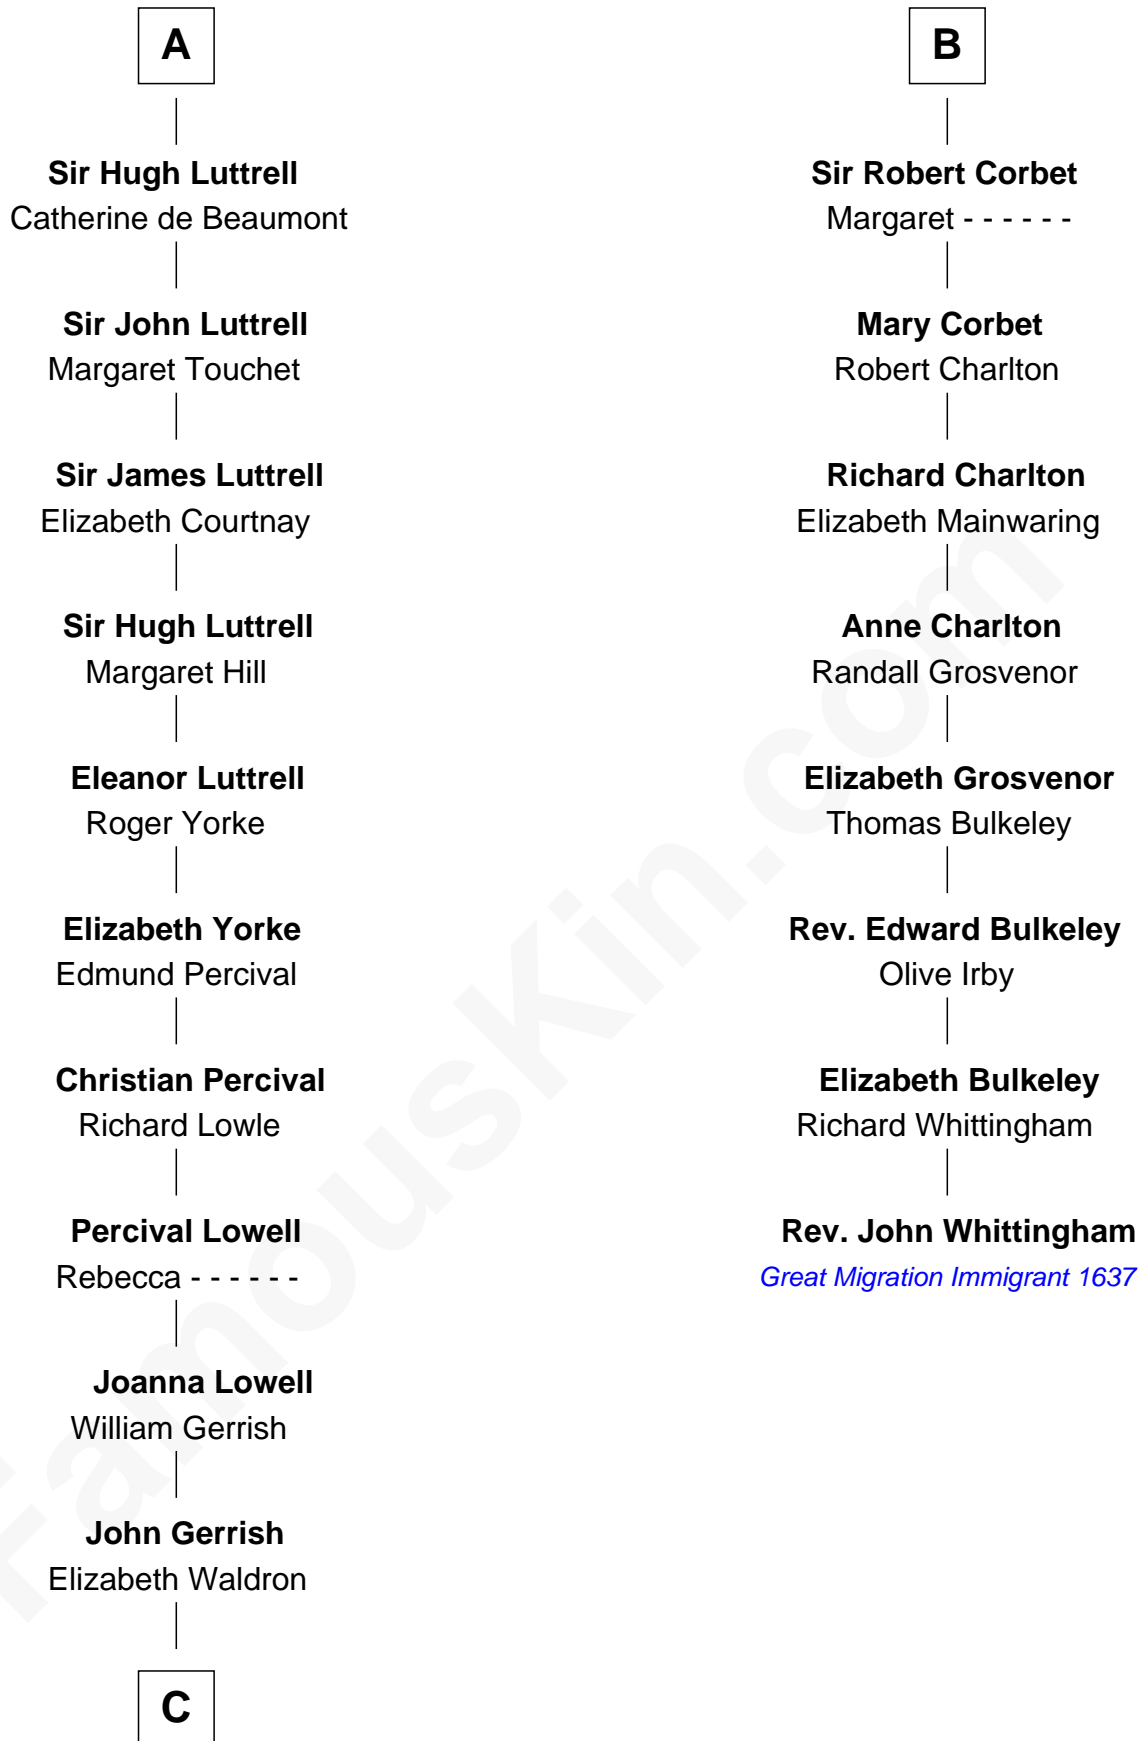 A
Sir Hugh Luttrell
Catherine de Beaumont
Sir John Luttrell
Margaret Touchet
Sir James Luttrell
Elizabeth Courtnay
Sir Hugh Luttrell
Margaret Hill
Eleanor Luttrell
Roger Yorke
Elizabeth Yorke
Edmund Percival
Christian Percival
Richard Lowle
Percival Lowell
Rebecca - - - - - -
Joanna Lowell
William Gerrish
John Gerrish
Elizabeth Waldron
C
B
Sir Robert Corbet
Margaret - - - - - -
Mary Corbet
Robert Charlton
Richard Charlton
Elizabeth Mainwaring
Anne Charlton
Randall Grosvenor
Elizabeth Grosvenor
Thomas Bulkeley
Rev. Edward Bulkeley
Olive Irby
Elizabeth Bulkeley
Richard Whittingham
Rev. John Whittingham
Great Migration Immigrant 1637
FamousKin.com